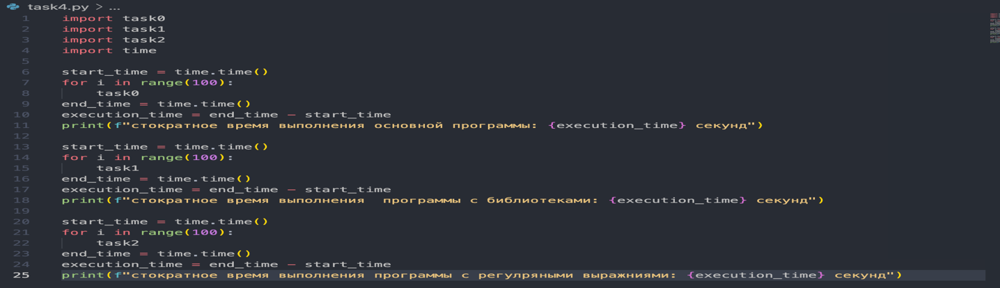 task4.py > ...
1 import task0
2 import task1
3 import task2
4 import time
5
6 start_time = time.time()
7 for i in range(100):
8     task0
9 end_time = time.time()
10 execution_time = end_time - start_time
11 print(f"стократное время выполнения основной программы: {execution_time} секунд")
12
13 start_time = time.time()
14 for i in range(100):
15     task1
16 end_time = time.time()
17 execution_time = end_time - start_time
18 print(f"стократное время выполнения  программы с библиотеками: {execution_time} секунд")
19
20 start_time = time.time()
21 for i in range(100):
22     task2
23 end_time = time.time()
24 execution_time = end_time - start_time
25 print(f"стократное время выполнения программы с регулряными выражниями: {execution_time} секунд")